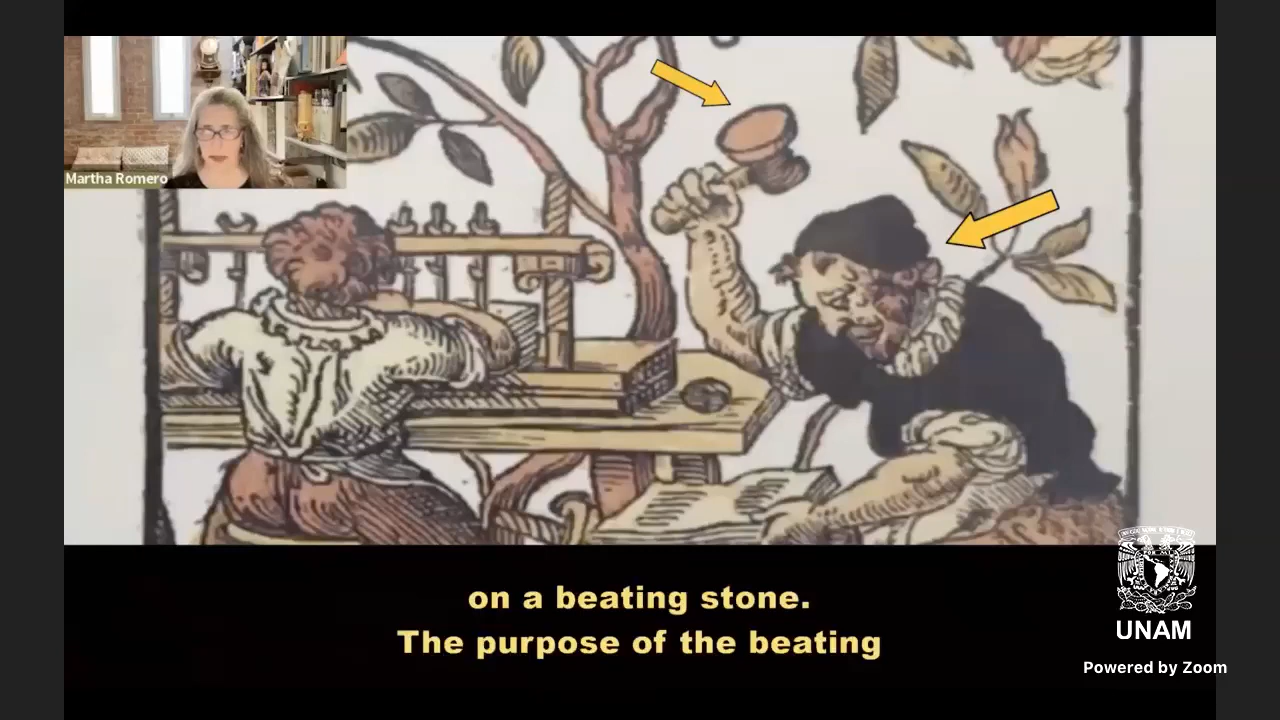 Martha Romero
on a beating stone.
The purpose of the beating
UNAM
Powered by Zoom